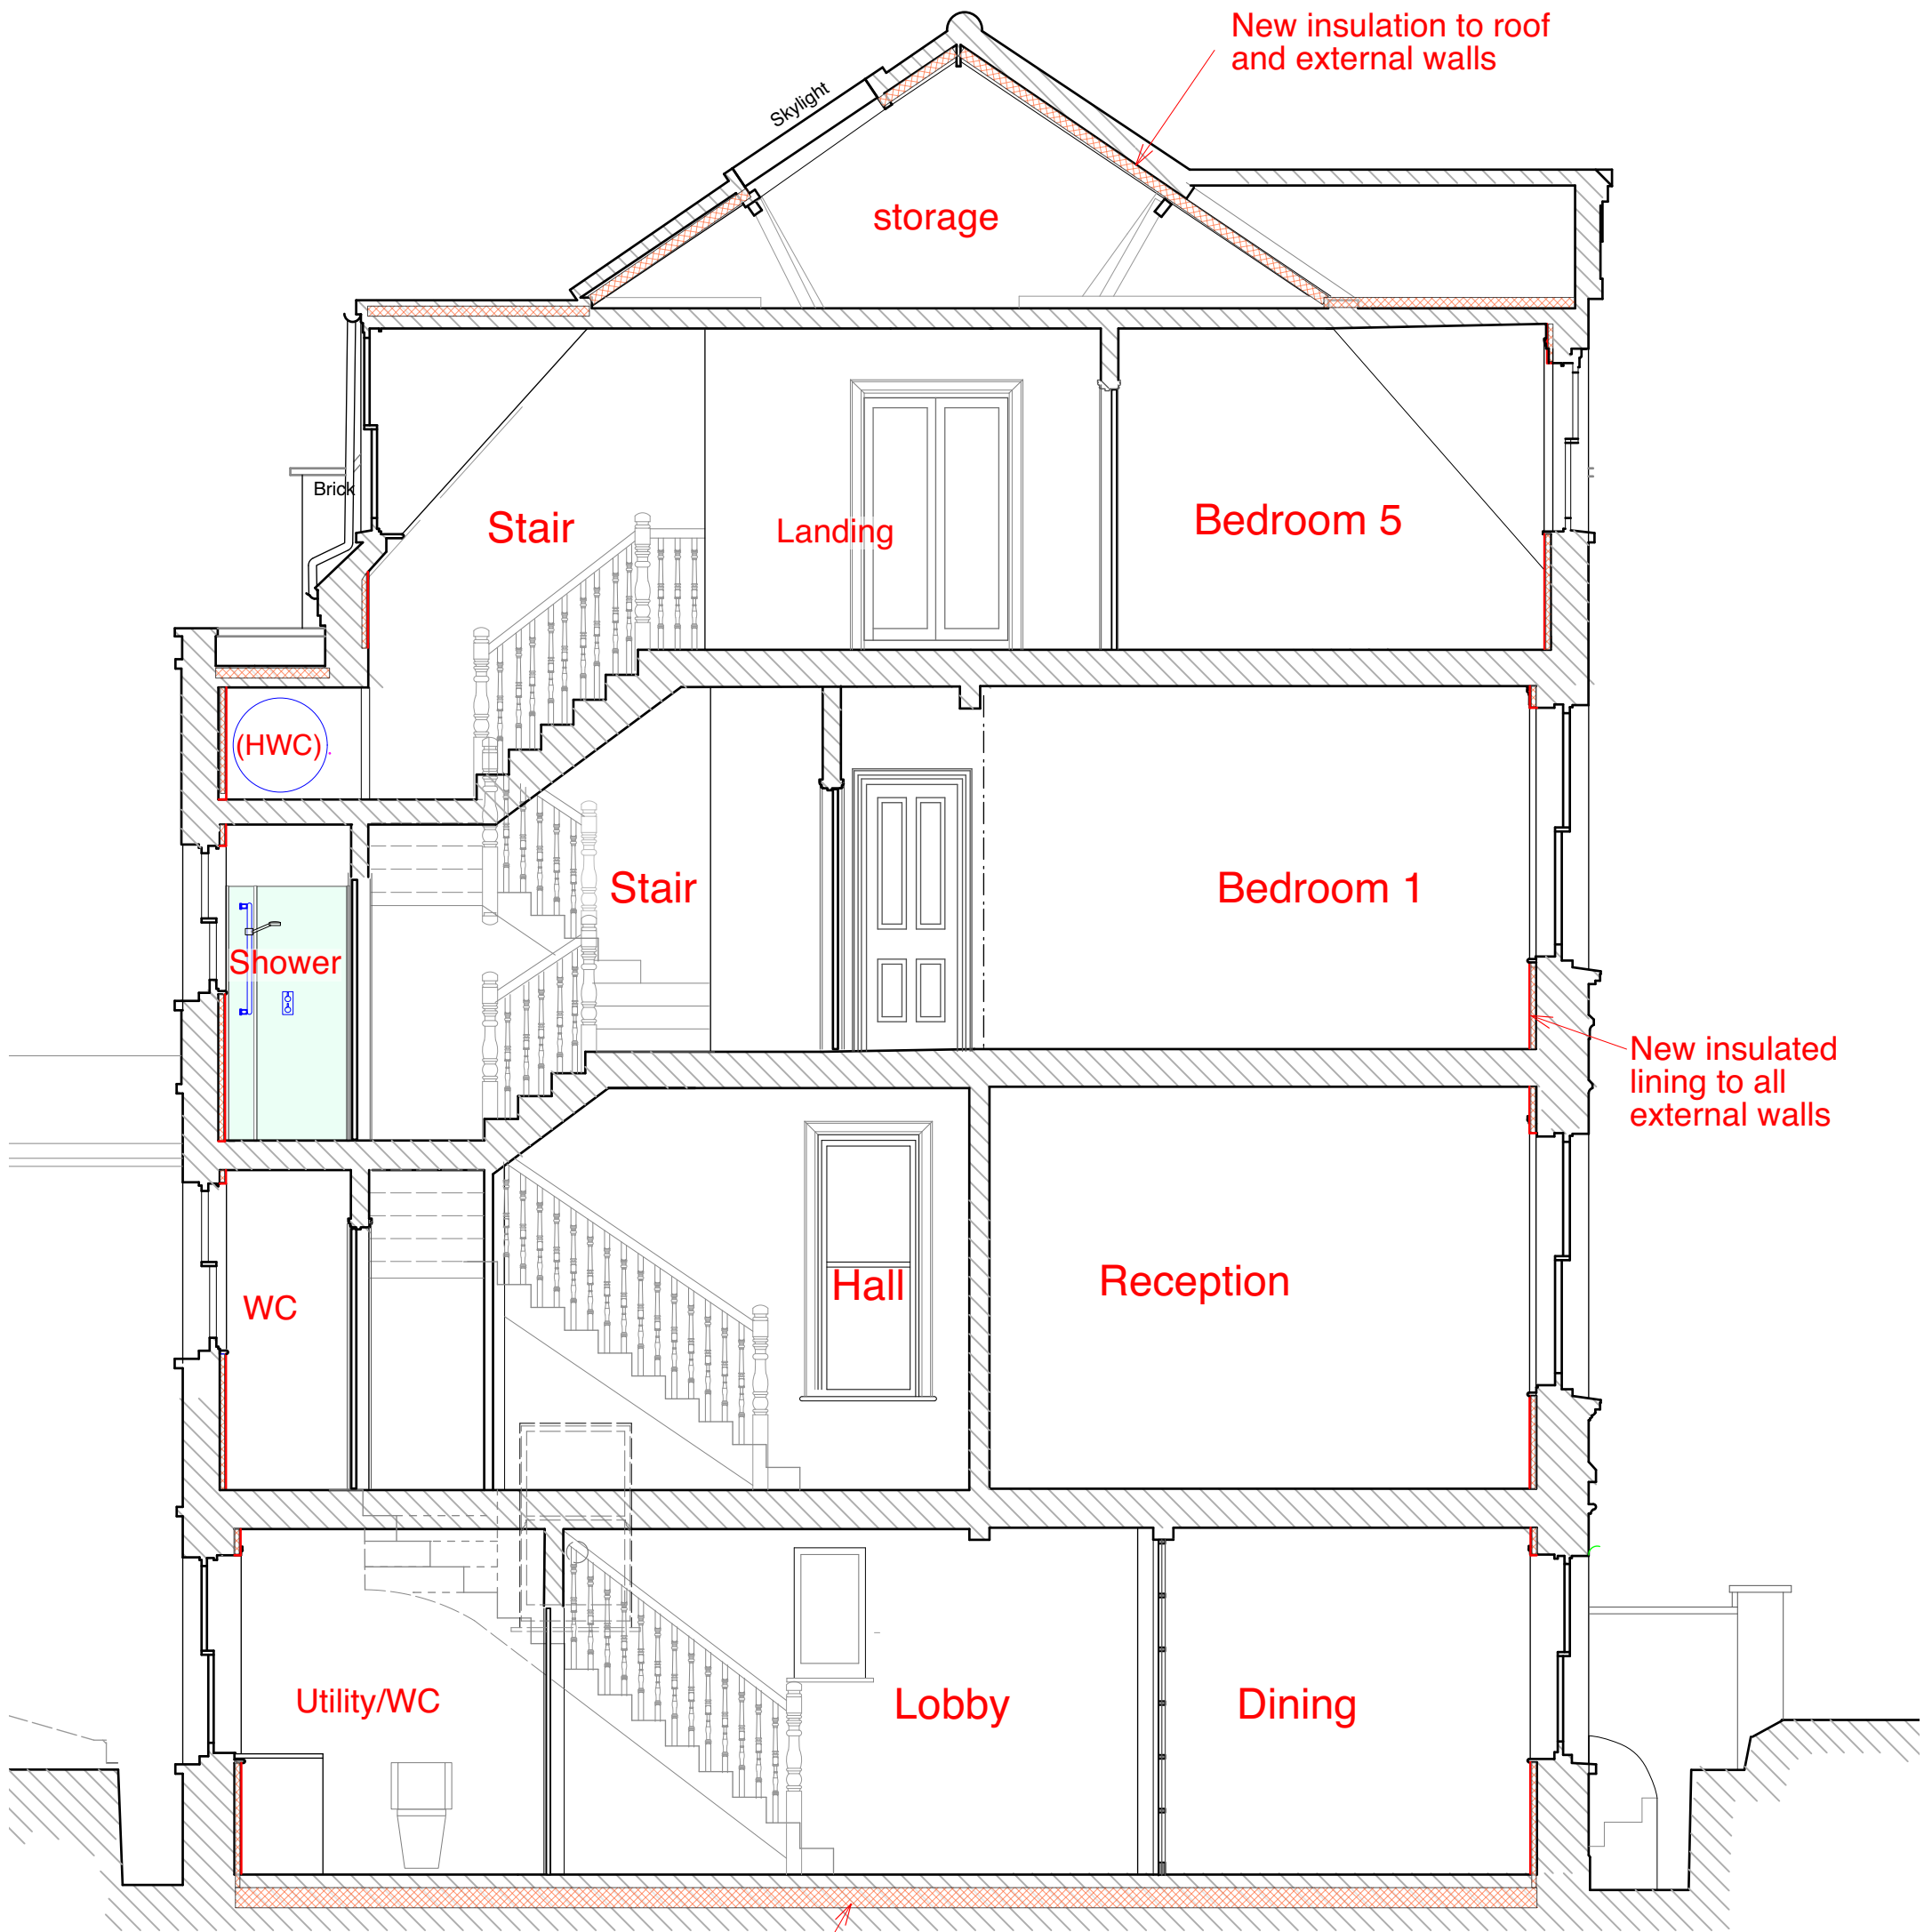 New insulation to roof
and external walls
Skylight
storage
Brick
Stair
Landing
Bedroom 5
(HWC)
Stair
Bedroom 1
Shower
New insulated
lining to all
external walls
WC
Hall
Reception
Utility/WC
Lobby
Dining